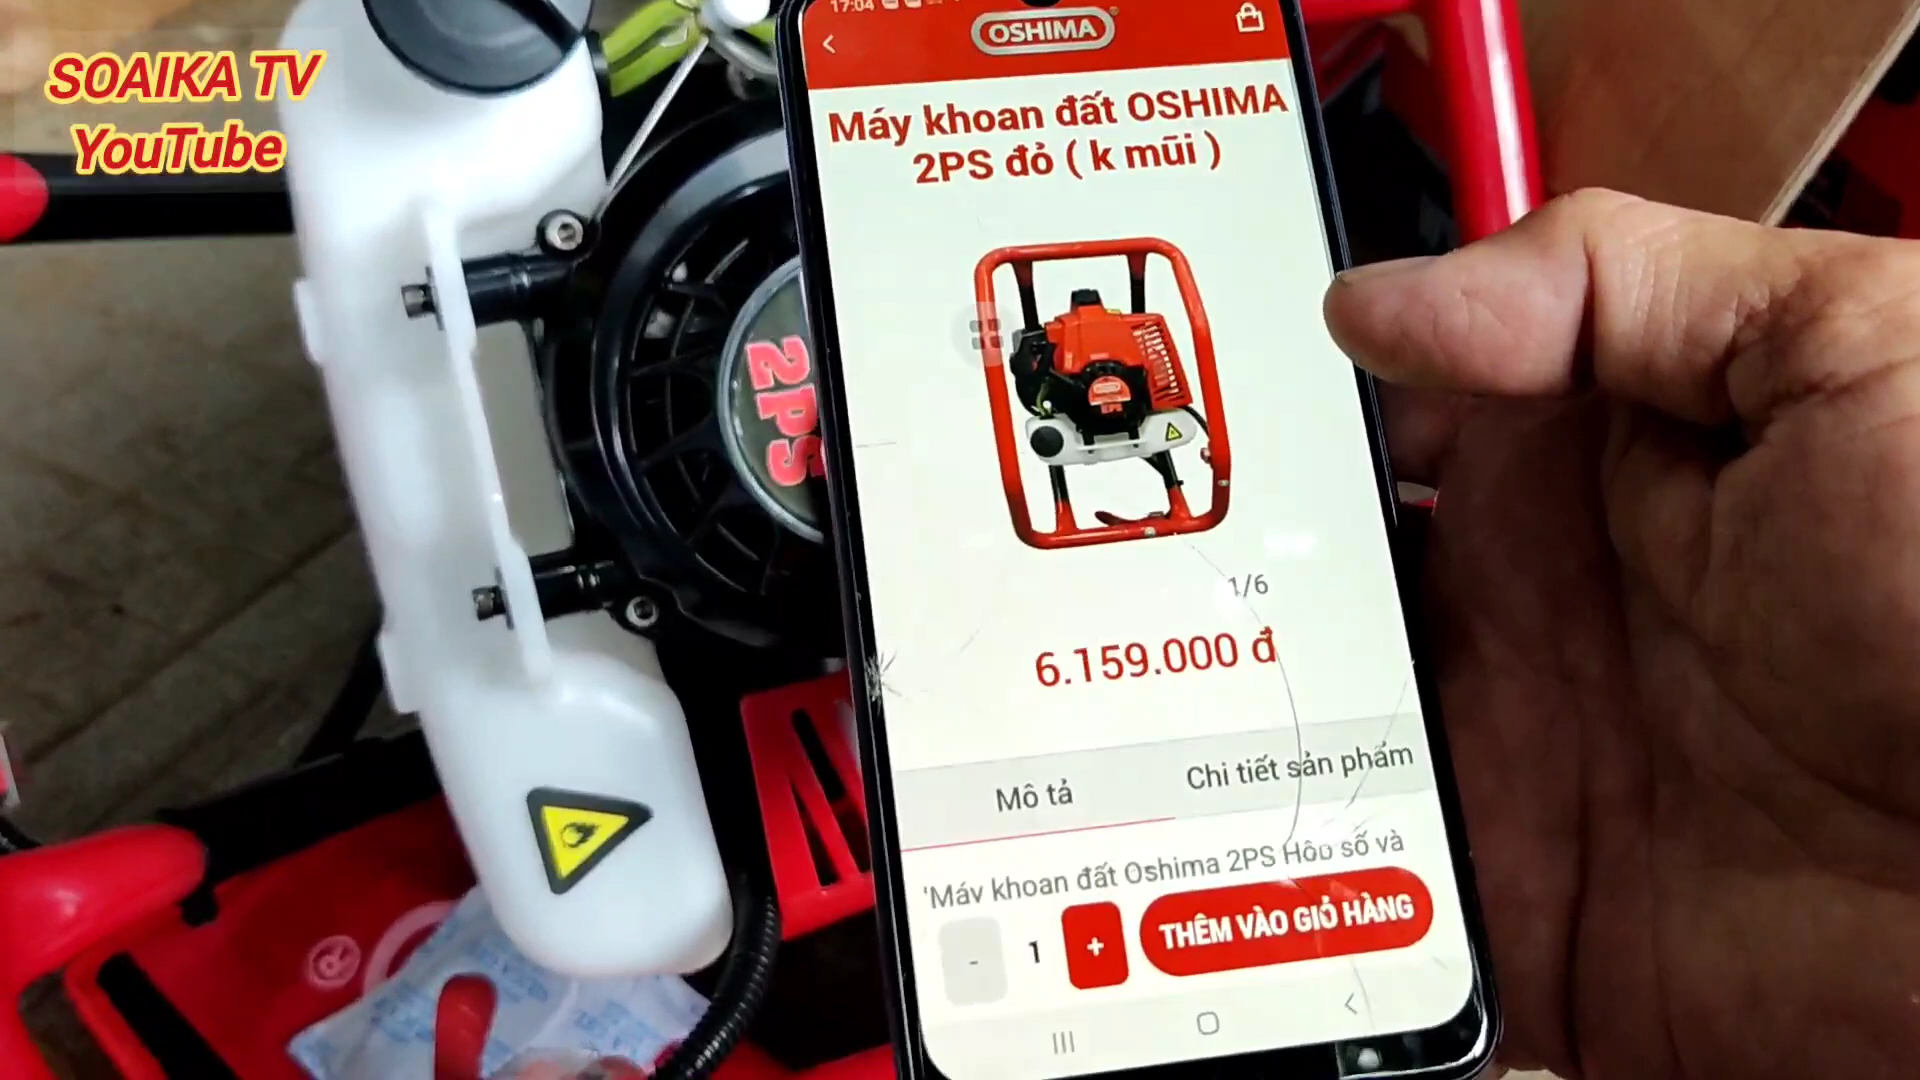 SOAIKA TV
YouTube
17:04
OSHIMA
Máy khoan đất OSHIMA
2PS đỏ ( k mũi )
1/6
6.159.000 đ
Mô tả
Chi tiết sản phẩm
'Máy khoan đất Oshima 2PS Hộp số và
-
1
+
THÊM VÀO GIỎ HÀNG
2PS
®